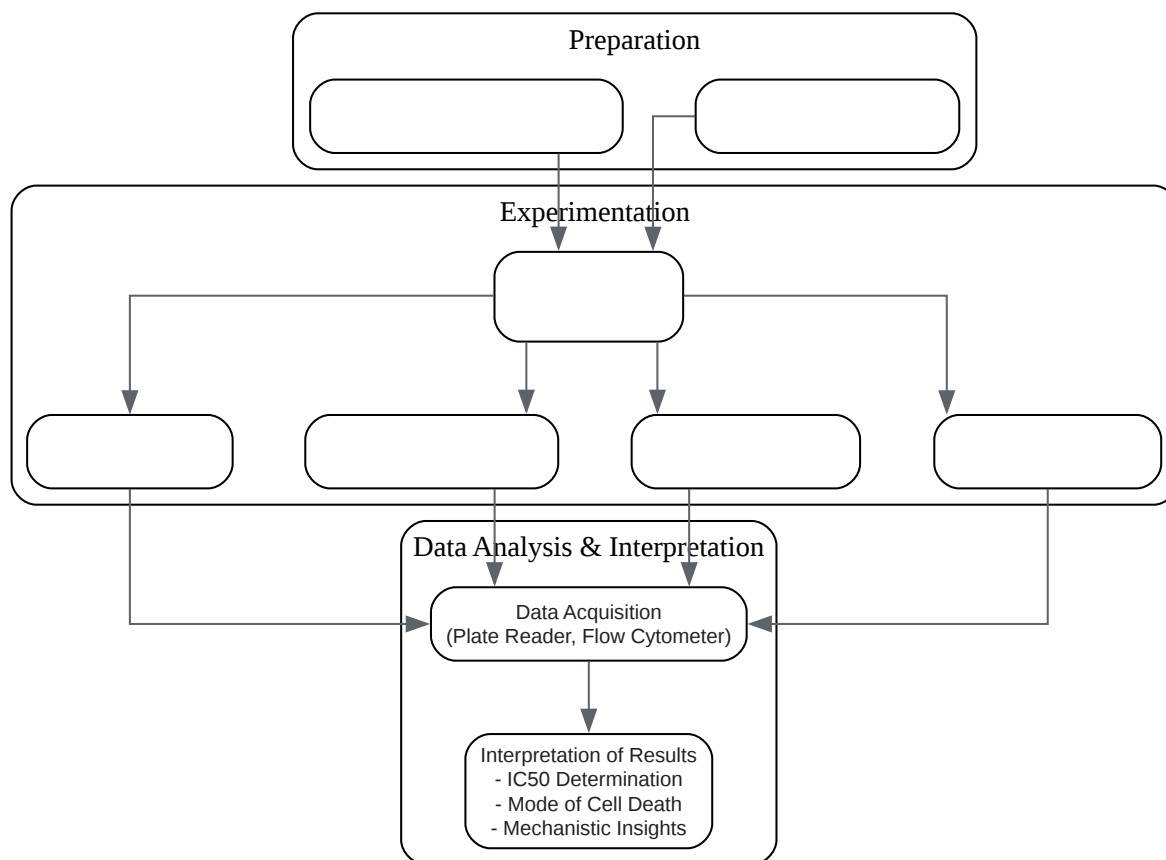 Preparation
Experimentation
Data Analysis & Interpretation
Data Acquisition
(Plate Reader, Flow Cytometer)
Interpretation of Results
- IC50 Determination
- Mode of Cell Death
- Mechanistic Insights